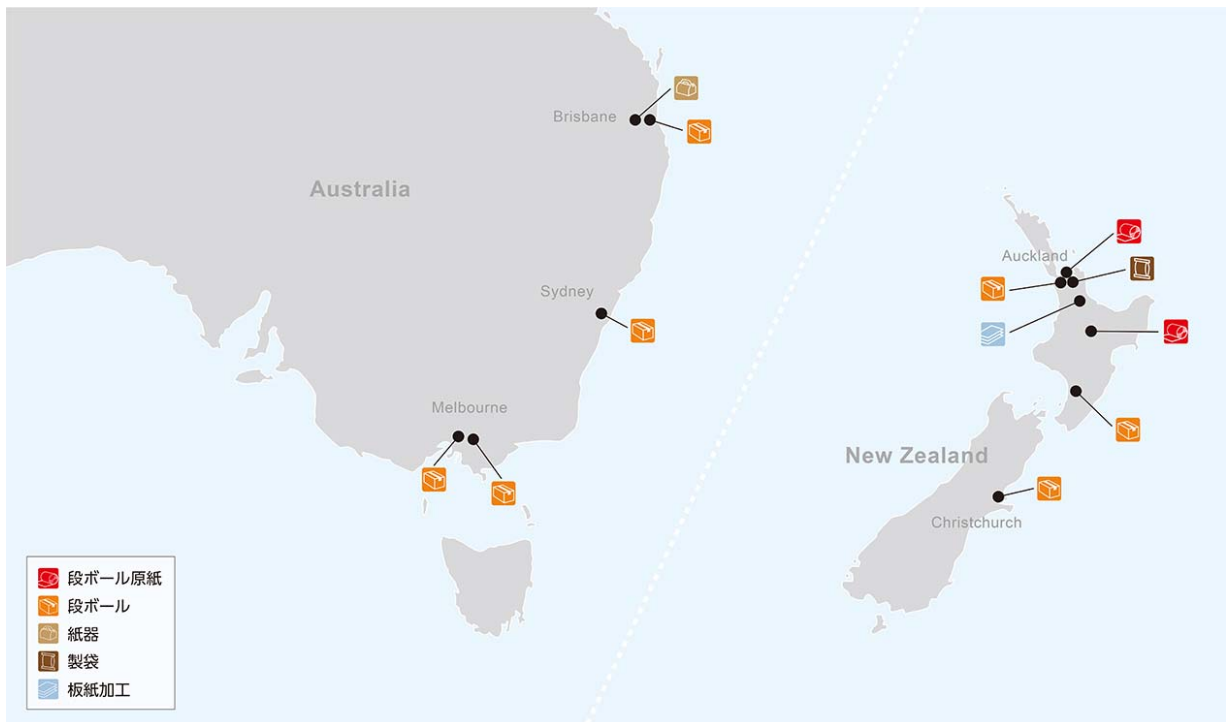 Brisbane
Australia
Auckland
Sydney
Melbourne
New Zealand
Christchurch
段ボール原紙
段ボール
紙器
製袋
板紙加工